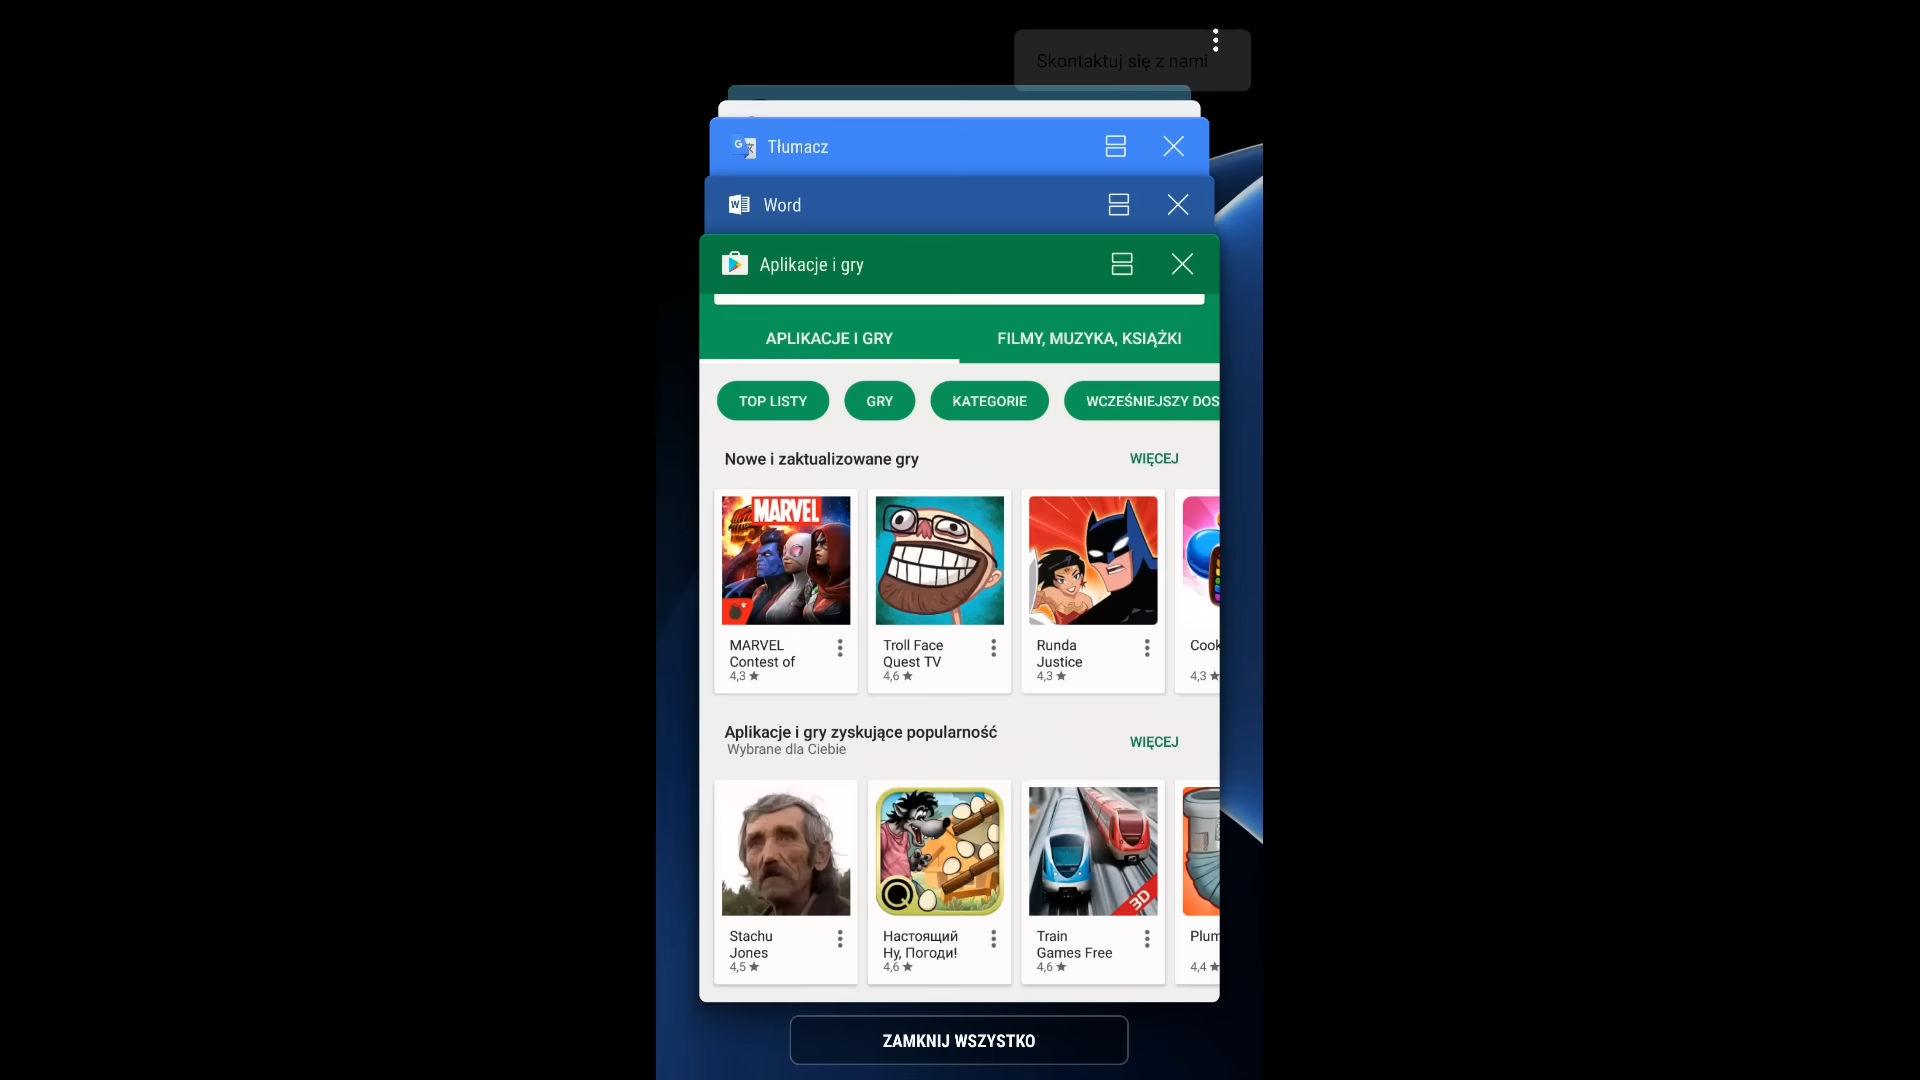 Skontaktuj się z nami
Tłumacz
Word
Aplikacje i gry
APLIKACJE I GRY
FILMY, MUZYKA, KSIĄŻKI
TOP LISTY
GRY
KATEGORIE
WCZEŚNIEJSZY DOS
Nowe i zaktualizowane gry
WIĘCEJ
MARVEL
MARVEL
Contest of
4,3 ★
Troll Face
Quest TV
4,6 ★
Runda
Justice
4,3 ★
Cook
4,3 ★
Aplikacje i gry zyskujące popularność
WIĘCEJ
Wybrane dla Ciebie
3D
Stachu
Jones
4,5 ★
Настоящий
Ну, Погоди!
4,6 ★
Train
Games Free
4,6 ★
Plum
4,4 ★
ZAMKNIJ WSZYSTKO